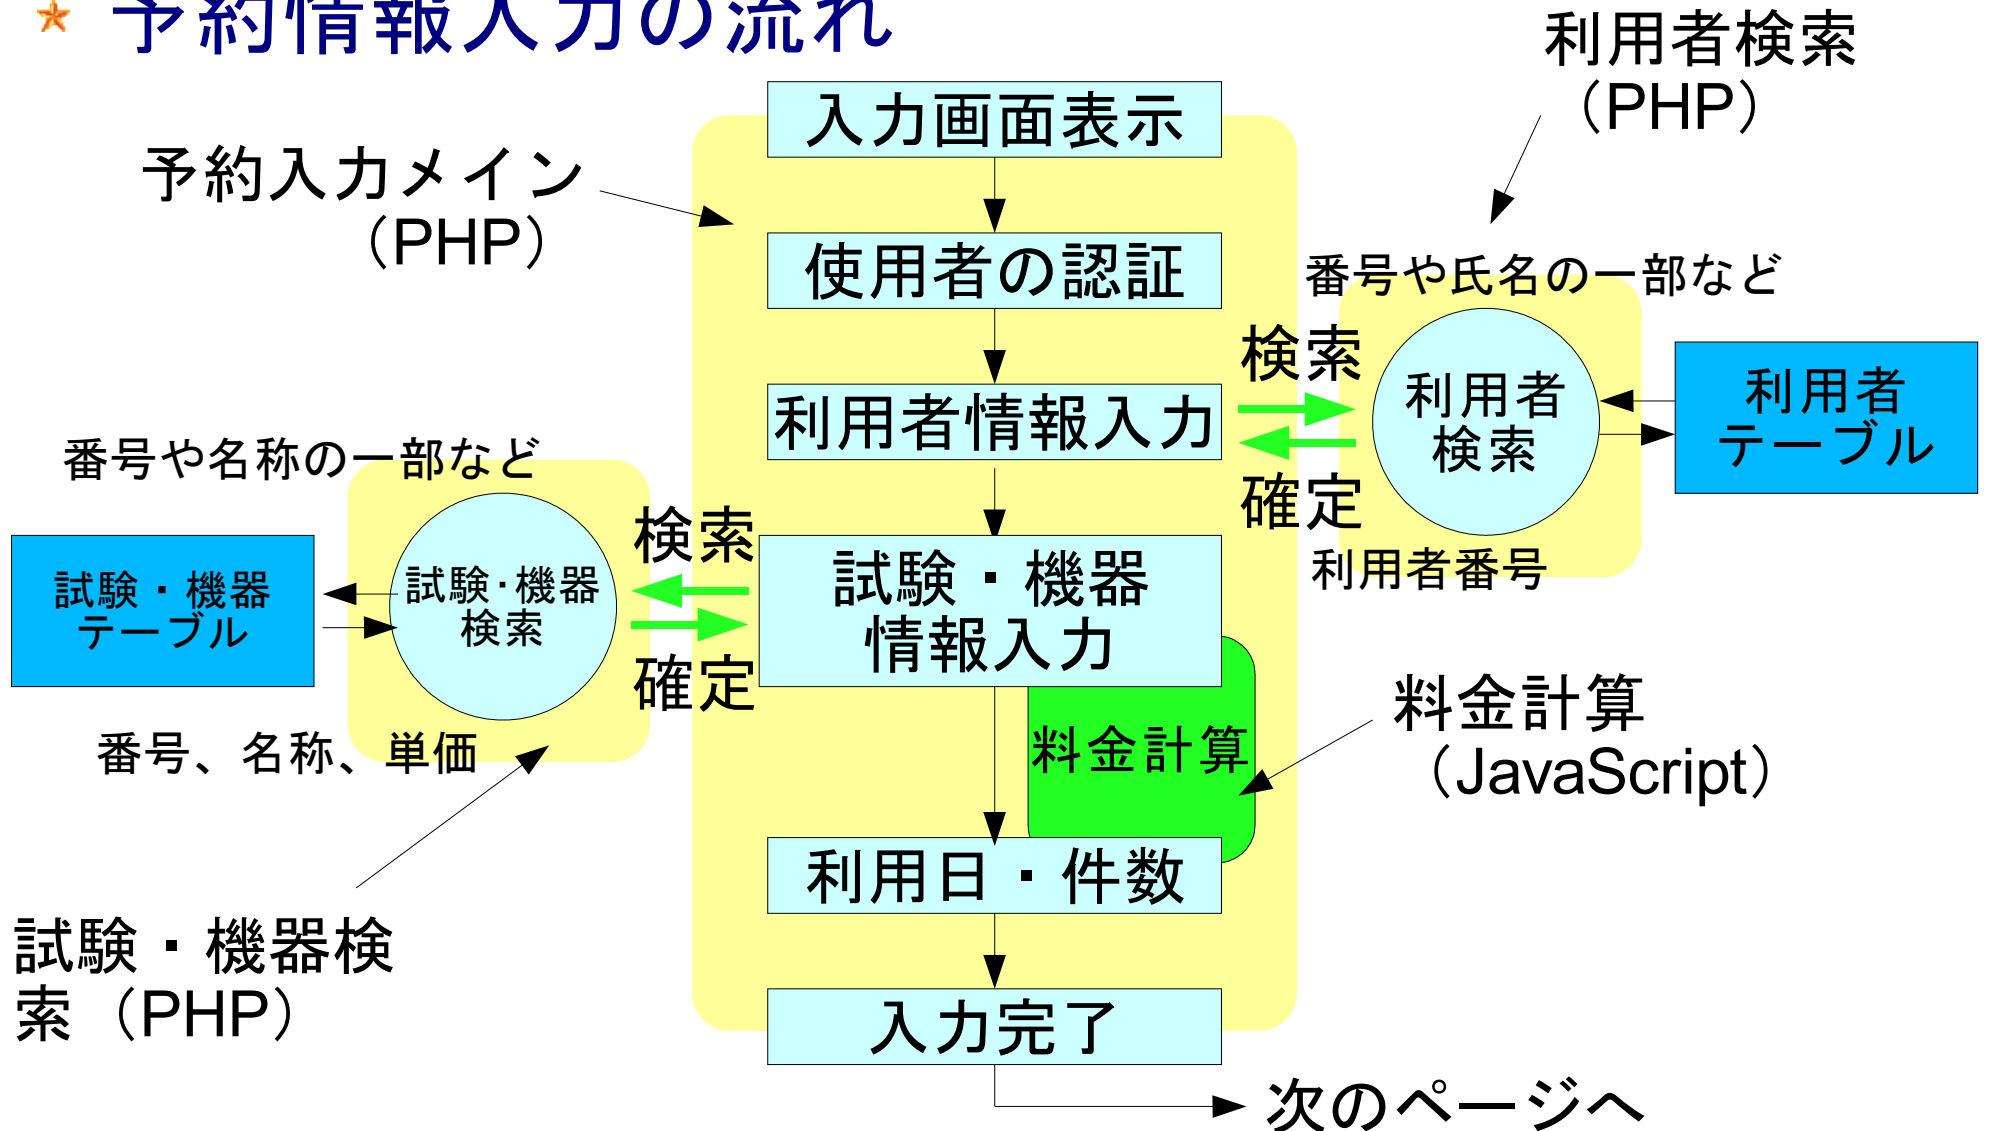 予約情報入力の流れ
利用者検索
（PHP）
入力画面表示
予約入力メイン
（PHP）
使用者の認証
番号や氏名の一部など
検索
利用者情報入力
利用者
検索
利用者
テーブル
確定
利用者番号
番号や名称の一部など
検索
試験・機器
テーブル
試験・機器
検索
試験・機器
情報入力
確定
番号、名称、単価
料金計算
料金計算
（JavaScript）
利用日・件数
試験・機器検
索（PHP）
入力完了
次のページへ